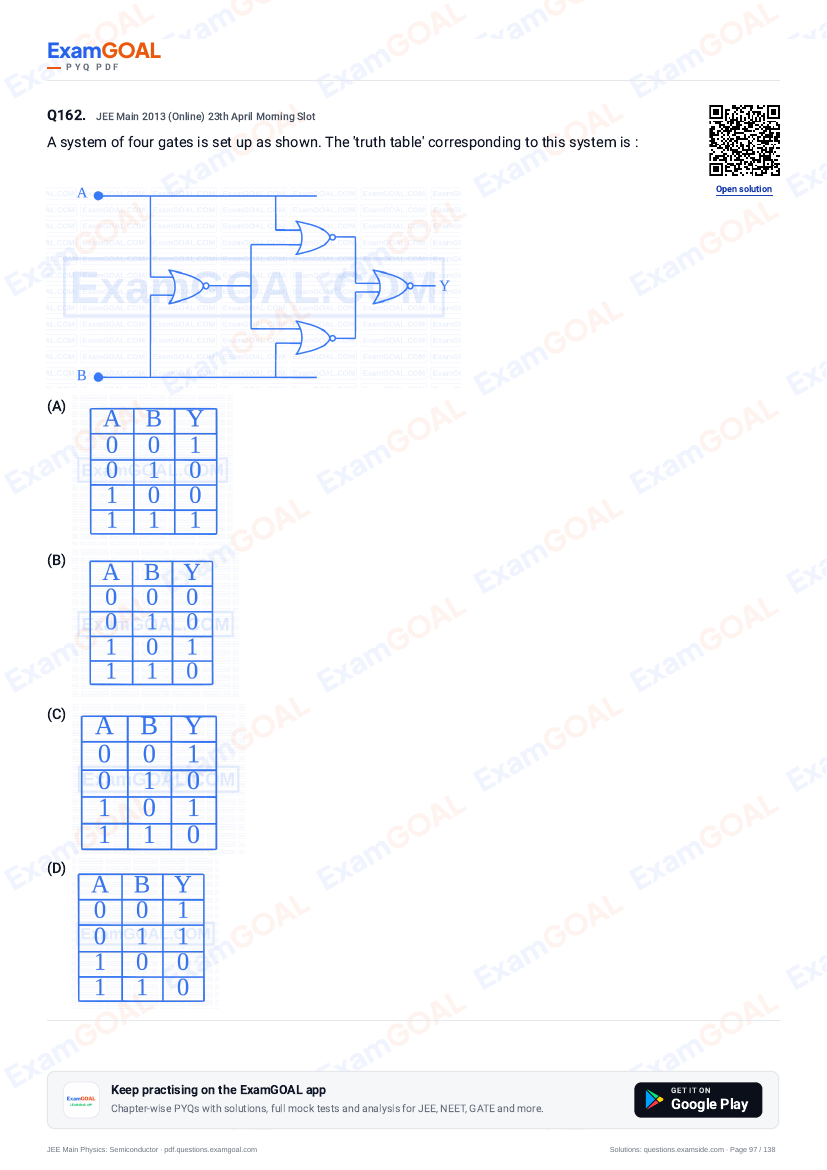 ExamGOAL
PYQ PDF
Q162. JEE Main 2013 (Online) 23th April Morning Slot
A system of four gates is set up as shown. The 'truth table' corresponding to this system is :
Open solution
A
Y
B
ExamGOAL.COM
(A)
A B Y
0 0 1
0 1 0
1 0 0
1 1 1
(B)
A B Y
0 0 0
0 1 0
1 0 1
1 1 0
(C)
A B Y
0 0 1
0 1 0
1 0 1
1 1 0
(D)
A B Y
0 0 1
0 1 1
1 0 0
1 1 0
Keep practising on the ExamGOAL app
Chapter-wise PYQs with solutions, full mock tests and analysis for JEE, NEET, GATE and more.
GET IT ON
Google Play
JEE Main Physics: Semiconductor · pdf.questions.examgoal.com
Solutions: questions.examside.com · Page 97 / 138